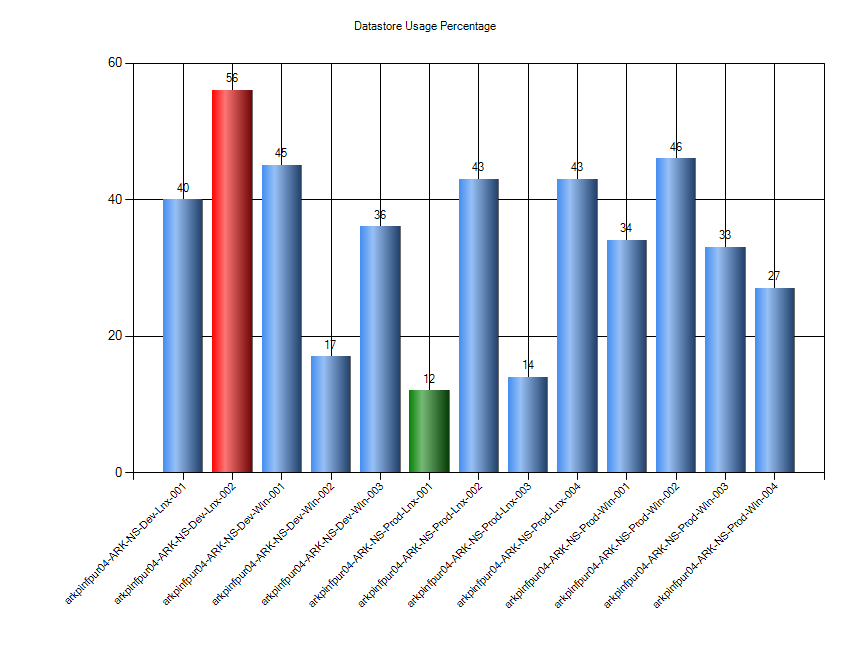 Datastore Usage Percentage
60
40
20
0
40
56
45
17
36
12
43
14
43
34
46
33
27
arkpinfpur04-ARK-NS-Dev-Lnx-001
arkpinfpur04-ARK-NS-Dev-Lnx-002
arkpinfpur04-ARK-NS-Dev-Win-001
arkpinfpur04-ARK-NS-Dev-Win-002
arkpinfpur04-ARK-NS-Dev-Win-003
arkpinfpur04-ARK-NS-Prod-Lnx-001
arkpinfpur04-ARK-NS-Prod-Lnx-002
arkpinfpur04-ARK-NS-Prod-Lnx-003
arkpinfpur04-ARK-NS-Prod-Lnx-004
arkpinfpur04-ARK-NS-Prod-Win-001
arkpinfpur04-ARK-NS-Prod-Win-002
arkpinfpur04-ARK-NS-Prod-Win-003
arkpinfpur04-ARK-NS-Prod-Win-004